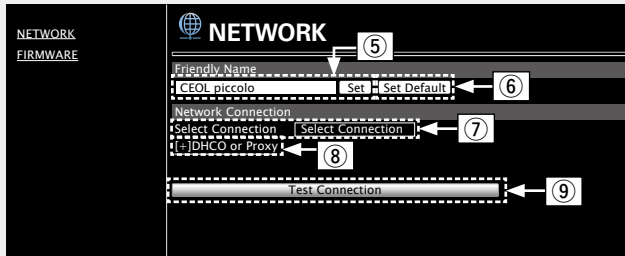 NETWORK
FIRMWARE
NETWORK
⑤
Friendly Name
CEOL piccolo Set Set Default ⑥
Network Connection
Select Connection Select Connection ⑦
[+]DHCO or Proxy ⑧
Test Connection ⑨